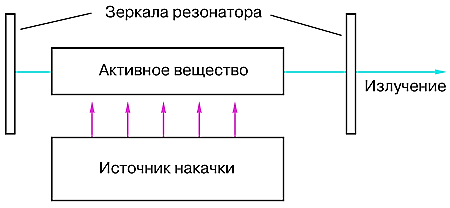 Зеркала резонатора
Активное вещество
Излучение
Источник накачки